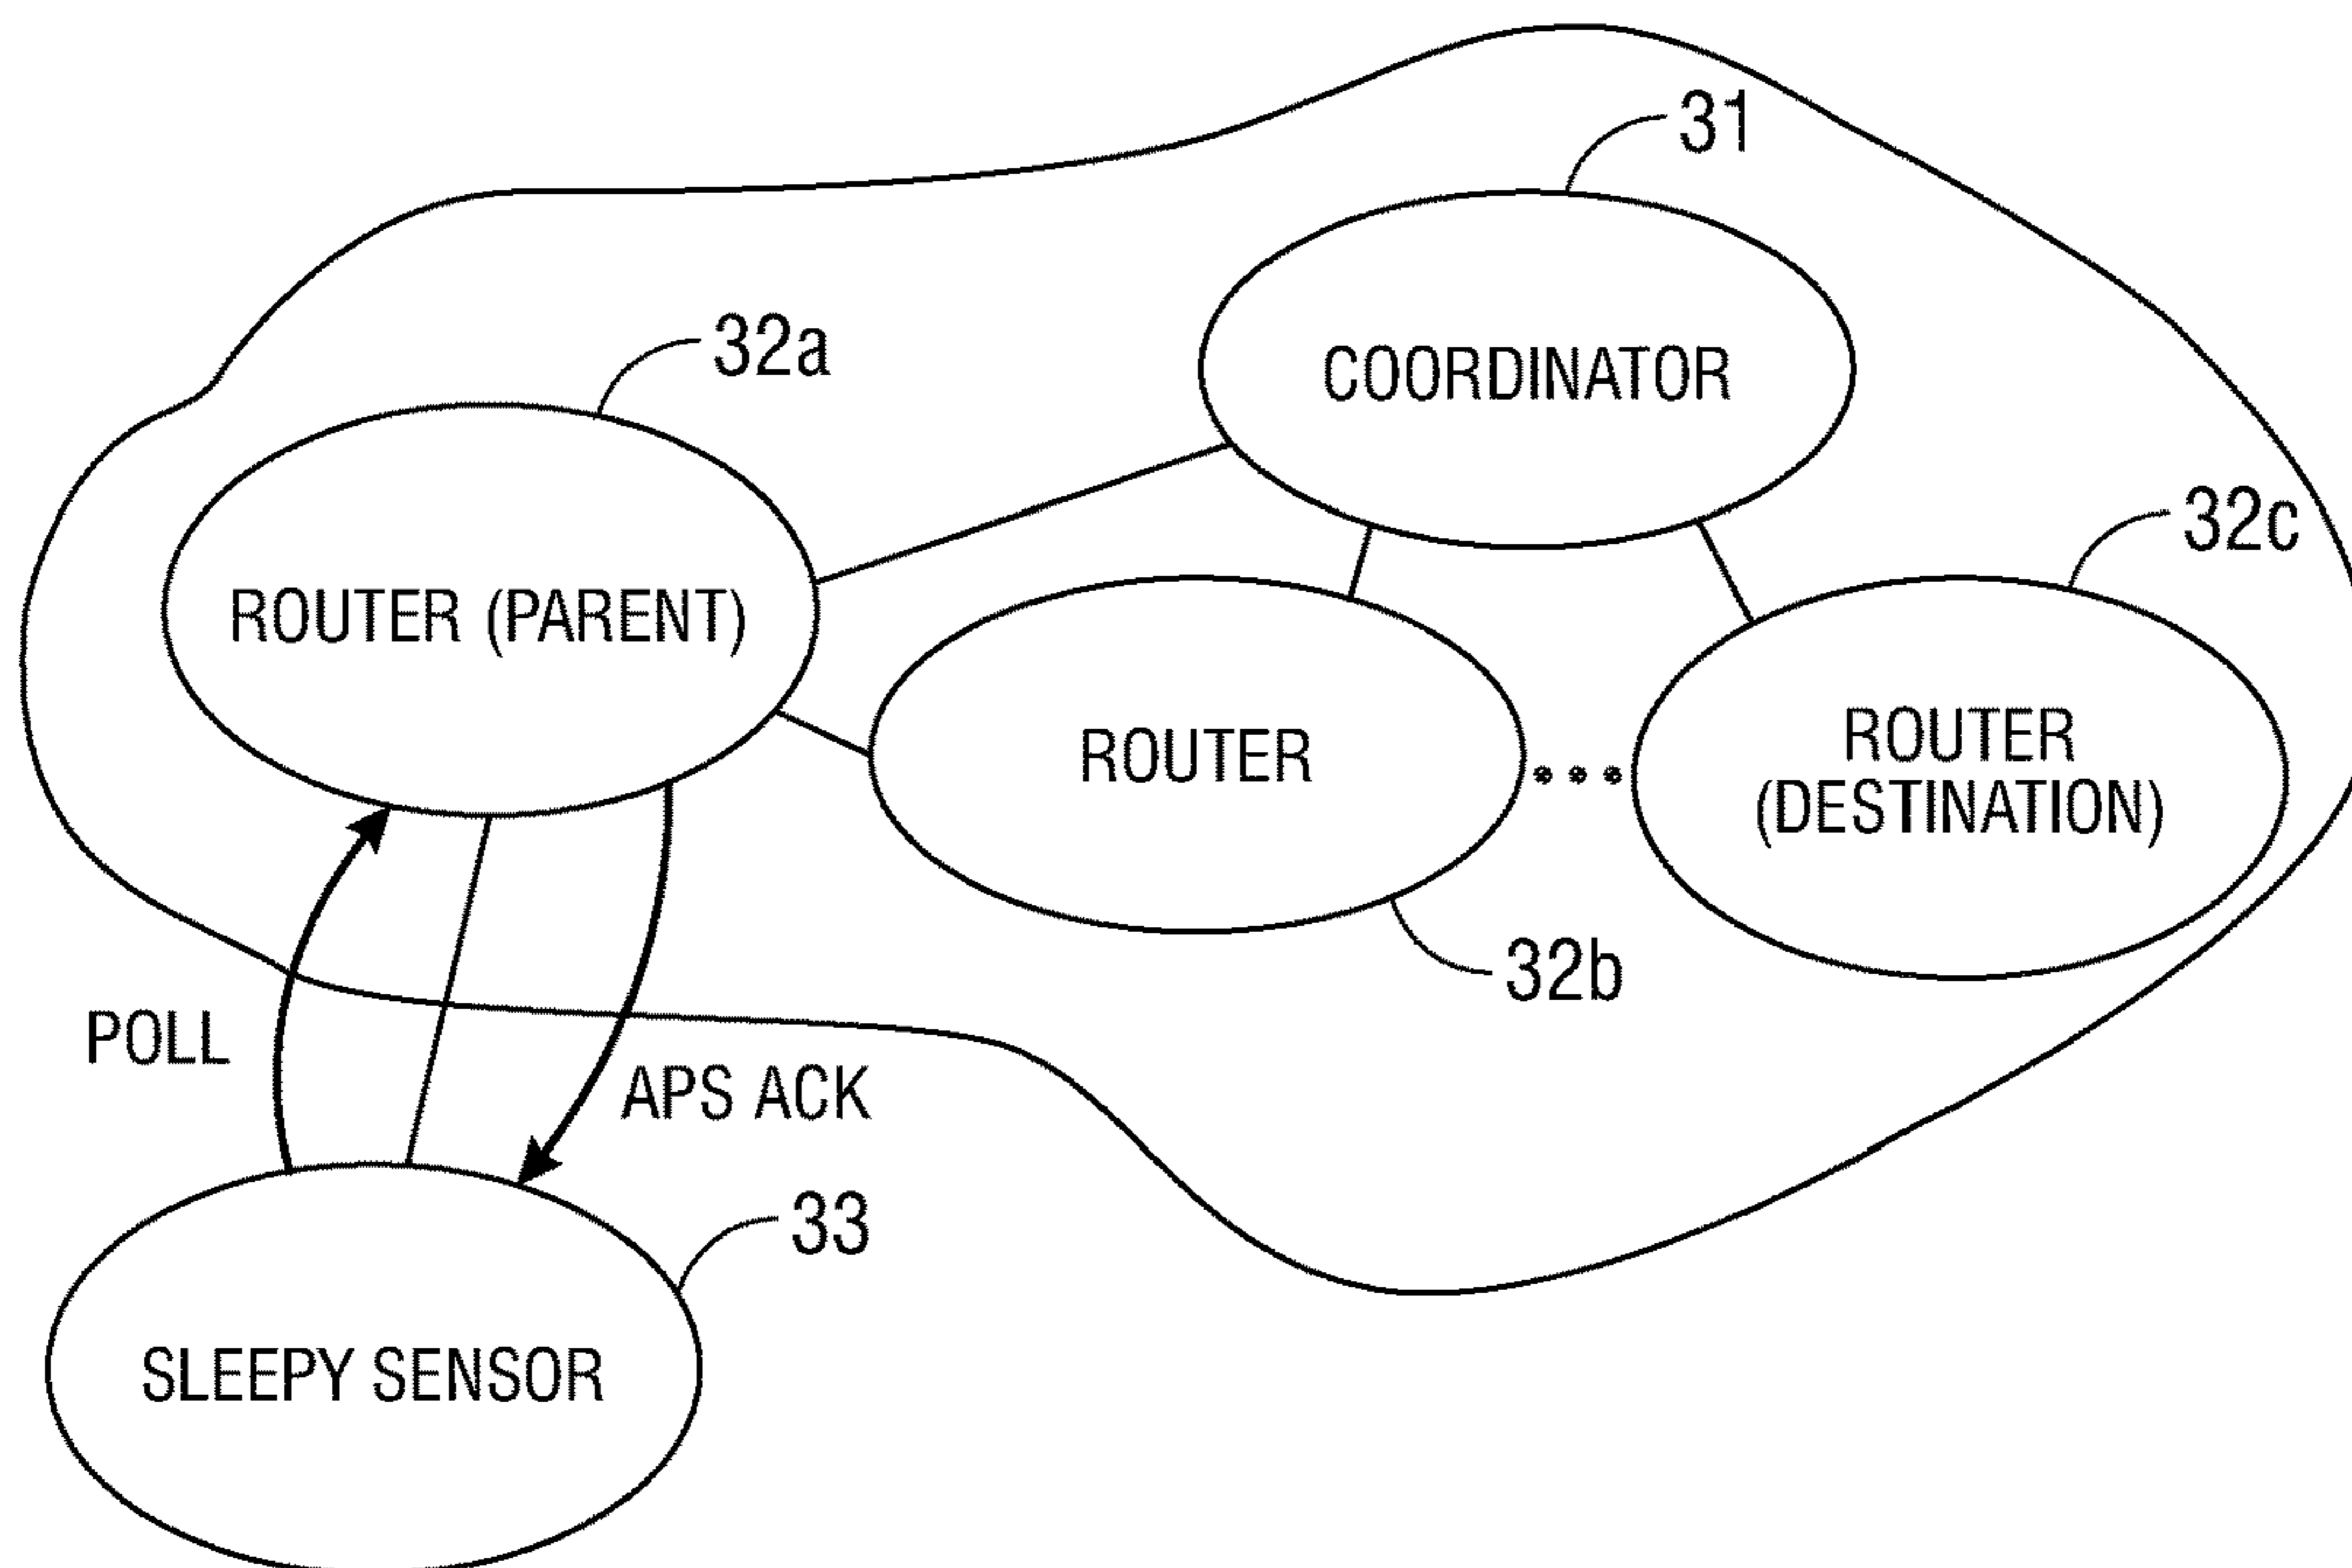 31
32a
COORDINATOR
32c
ROUTER (PARENT)
ROUTER
ROUTER
(DESTINATION)
32b
POLL
APS ACK
33
SLEEPY SENSOR